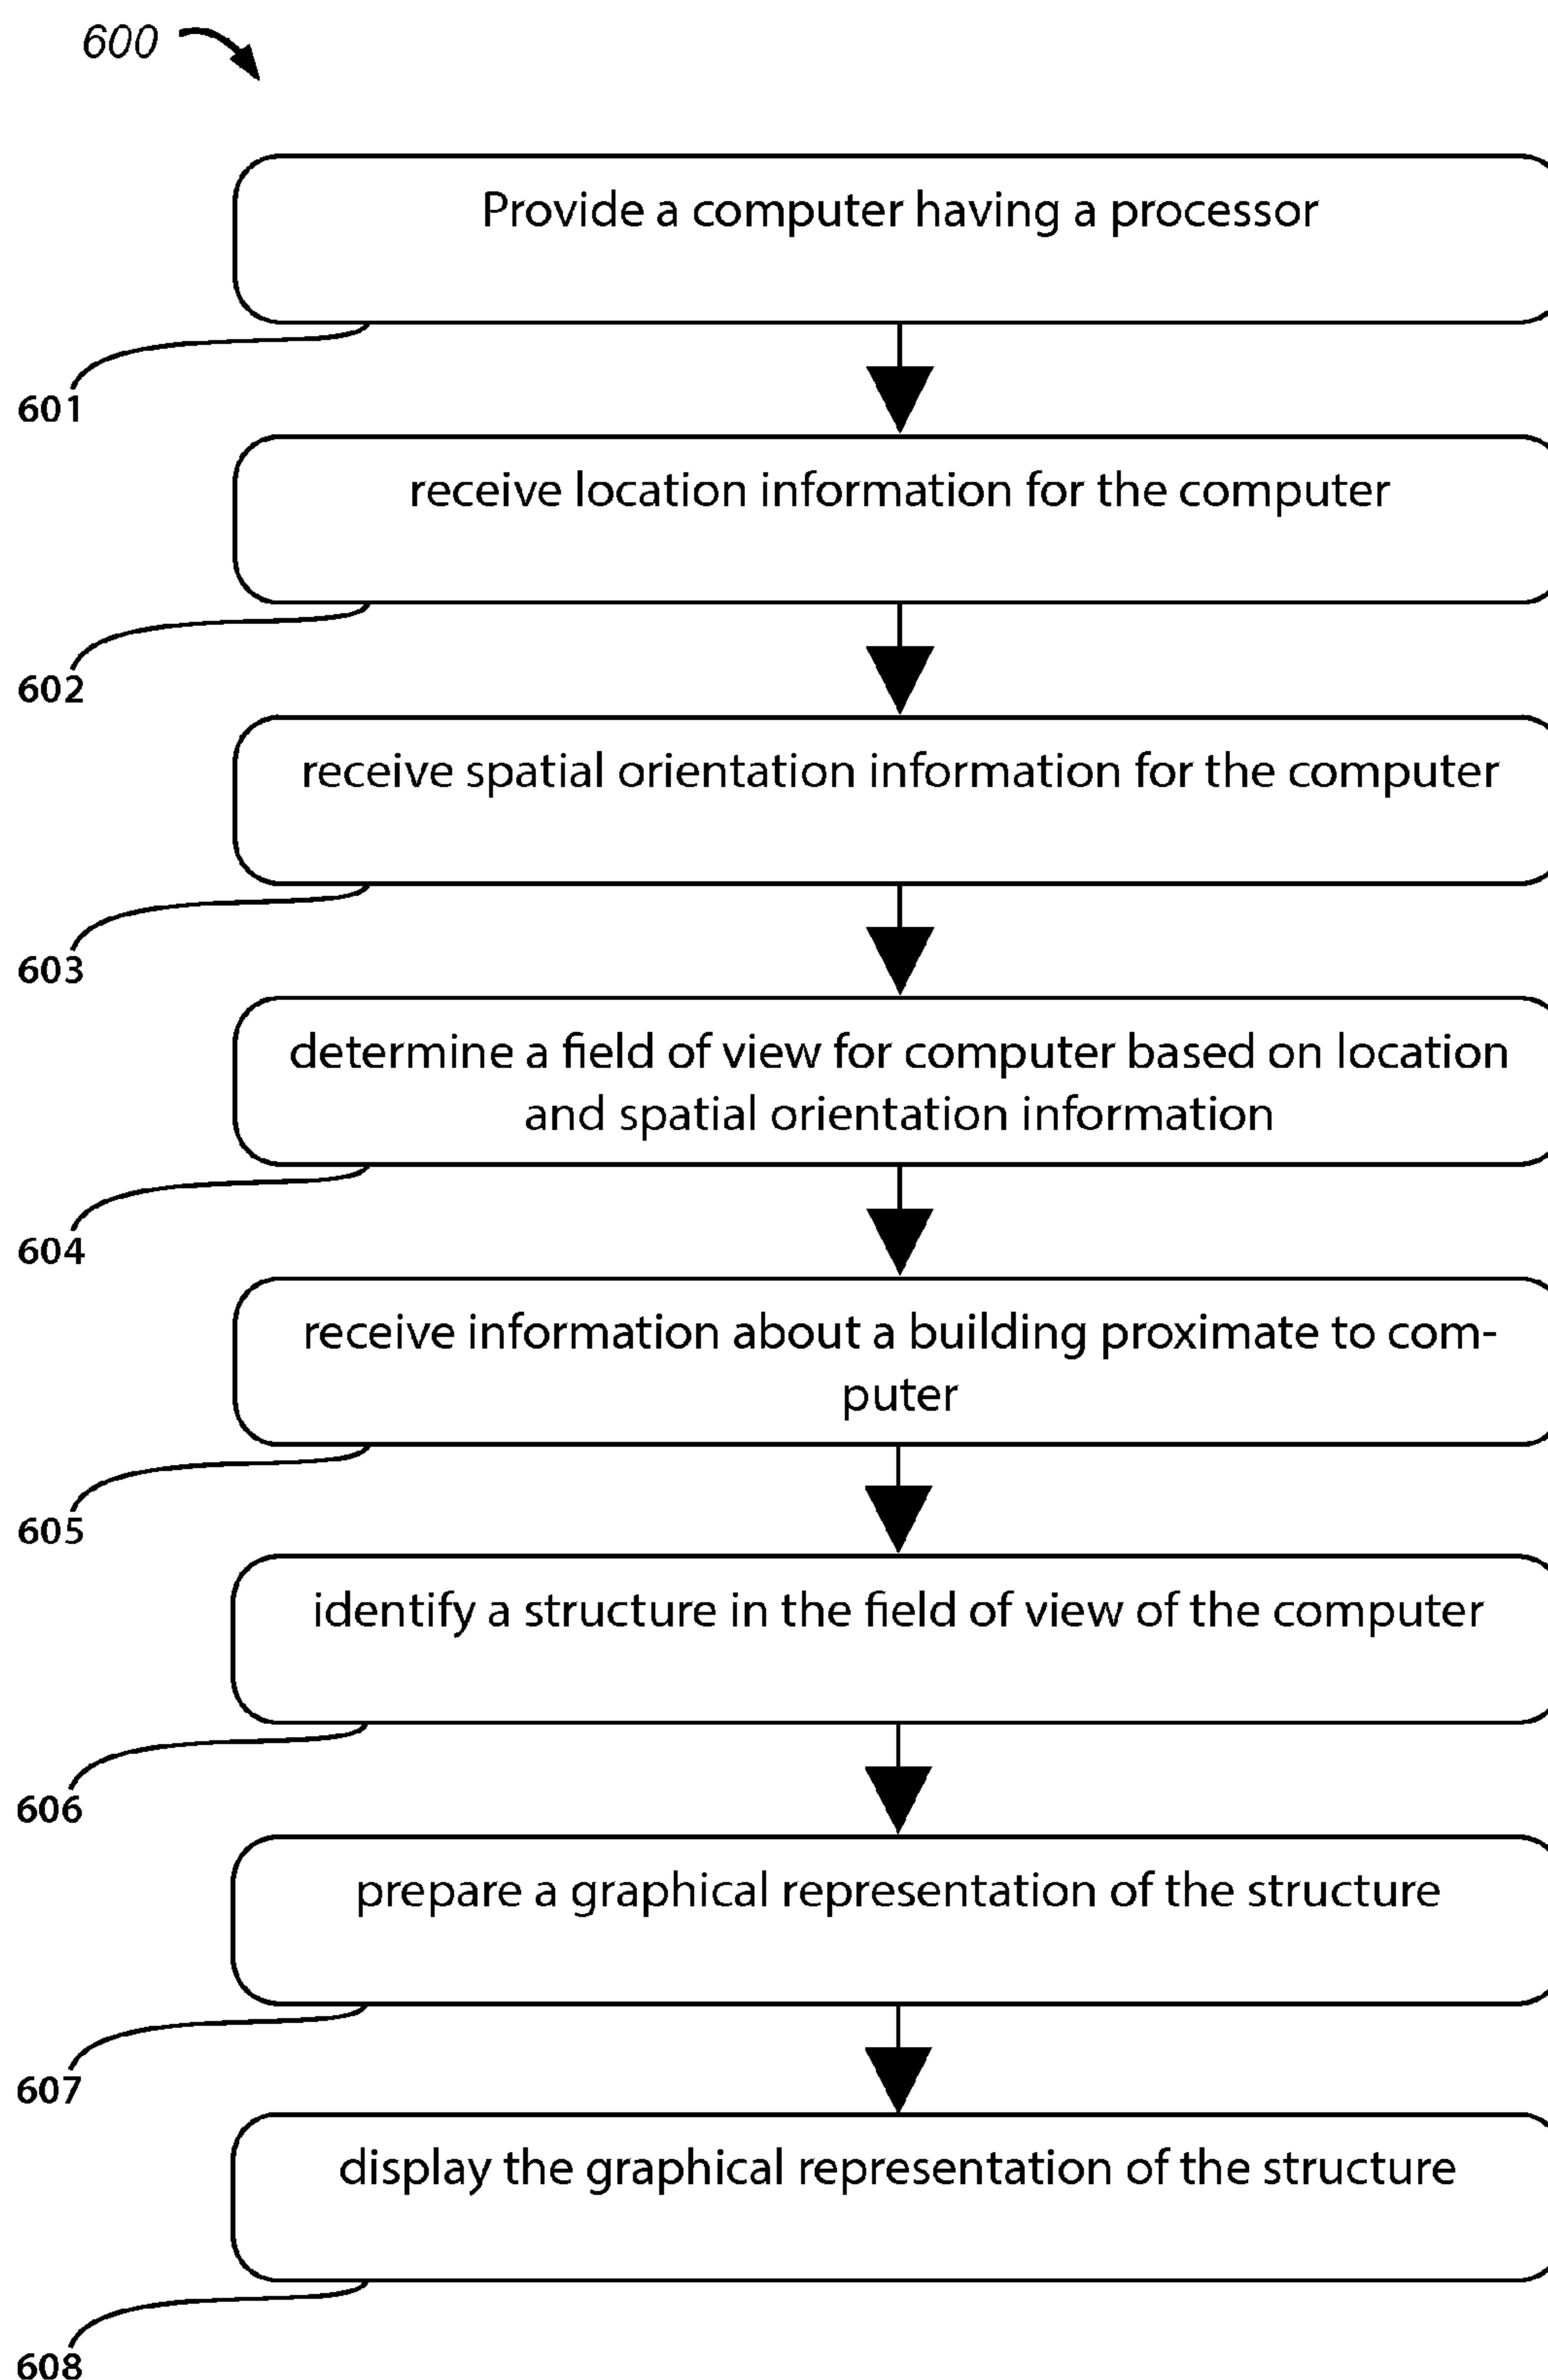 600
Provide a computer having a processor
601
receive location information for the computer
602
receive spatial orientation information for the computer
603
determine a field of view for computer based on location
and spatial orientation information
604
receive information about a building proximate to com-
puter
605
identify a structure in the field of view of the computer
606
prepare a graphical representation of the structure
607
display the graphical representation of the structure
608